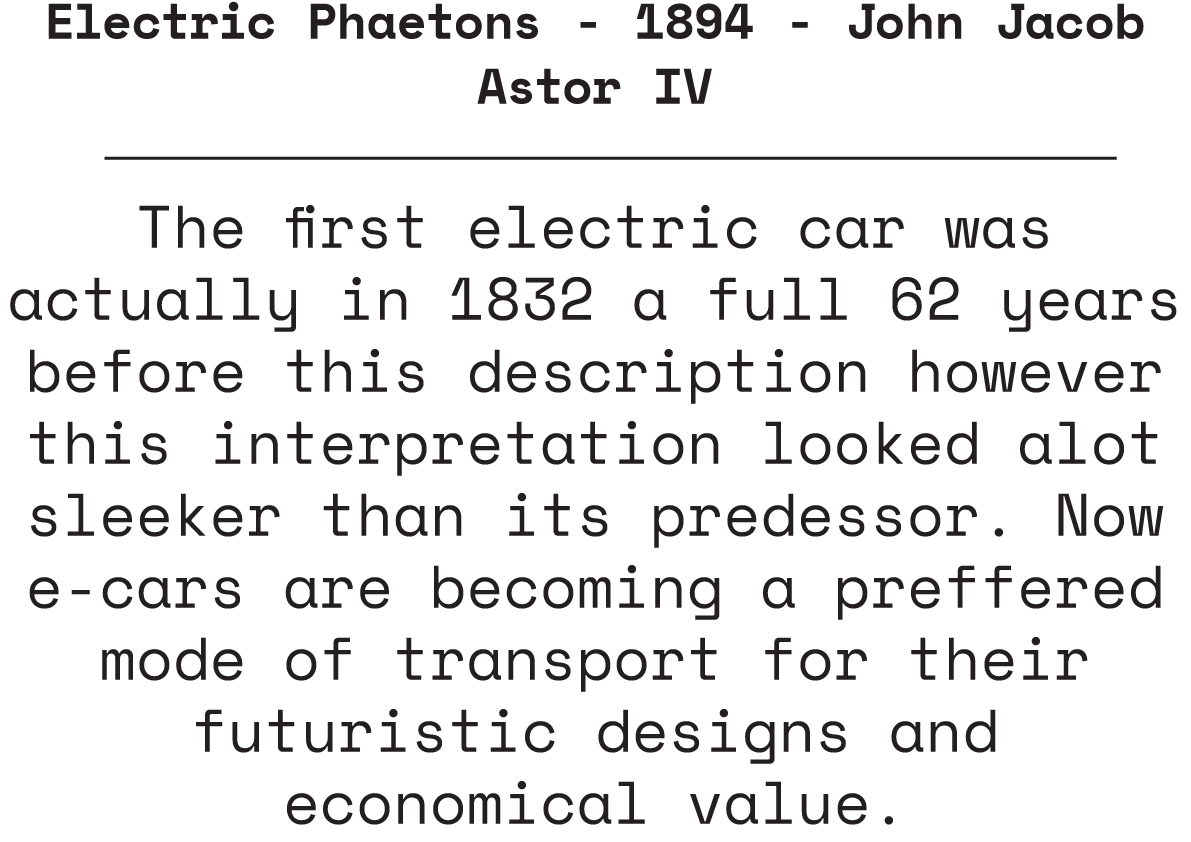 Electric Phaetons - 1894 - John Jacob
Astor IV
The first electric car was
actually in 1832 a full 62 years
before this description however
this interpretation looked alot
sleeker than its predessor. Now
e-cars are becoming a preffered
mode of transport for their
futuristic designs and
economical value.